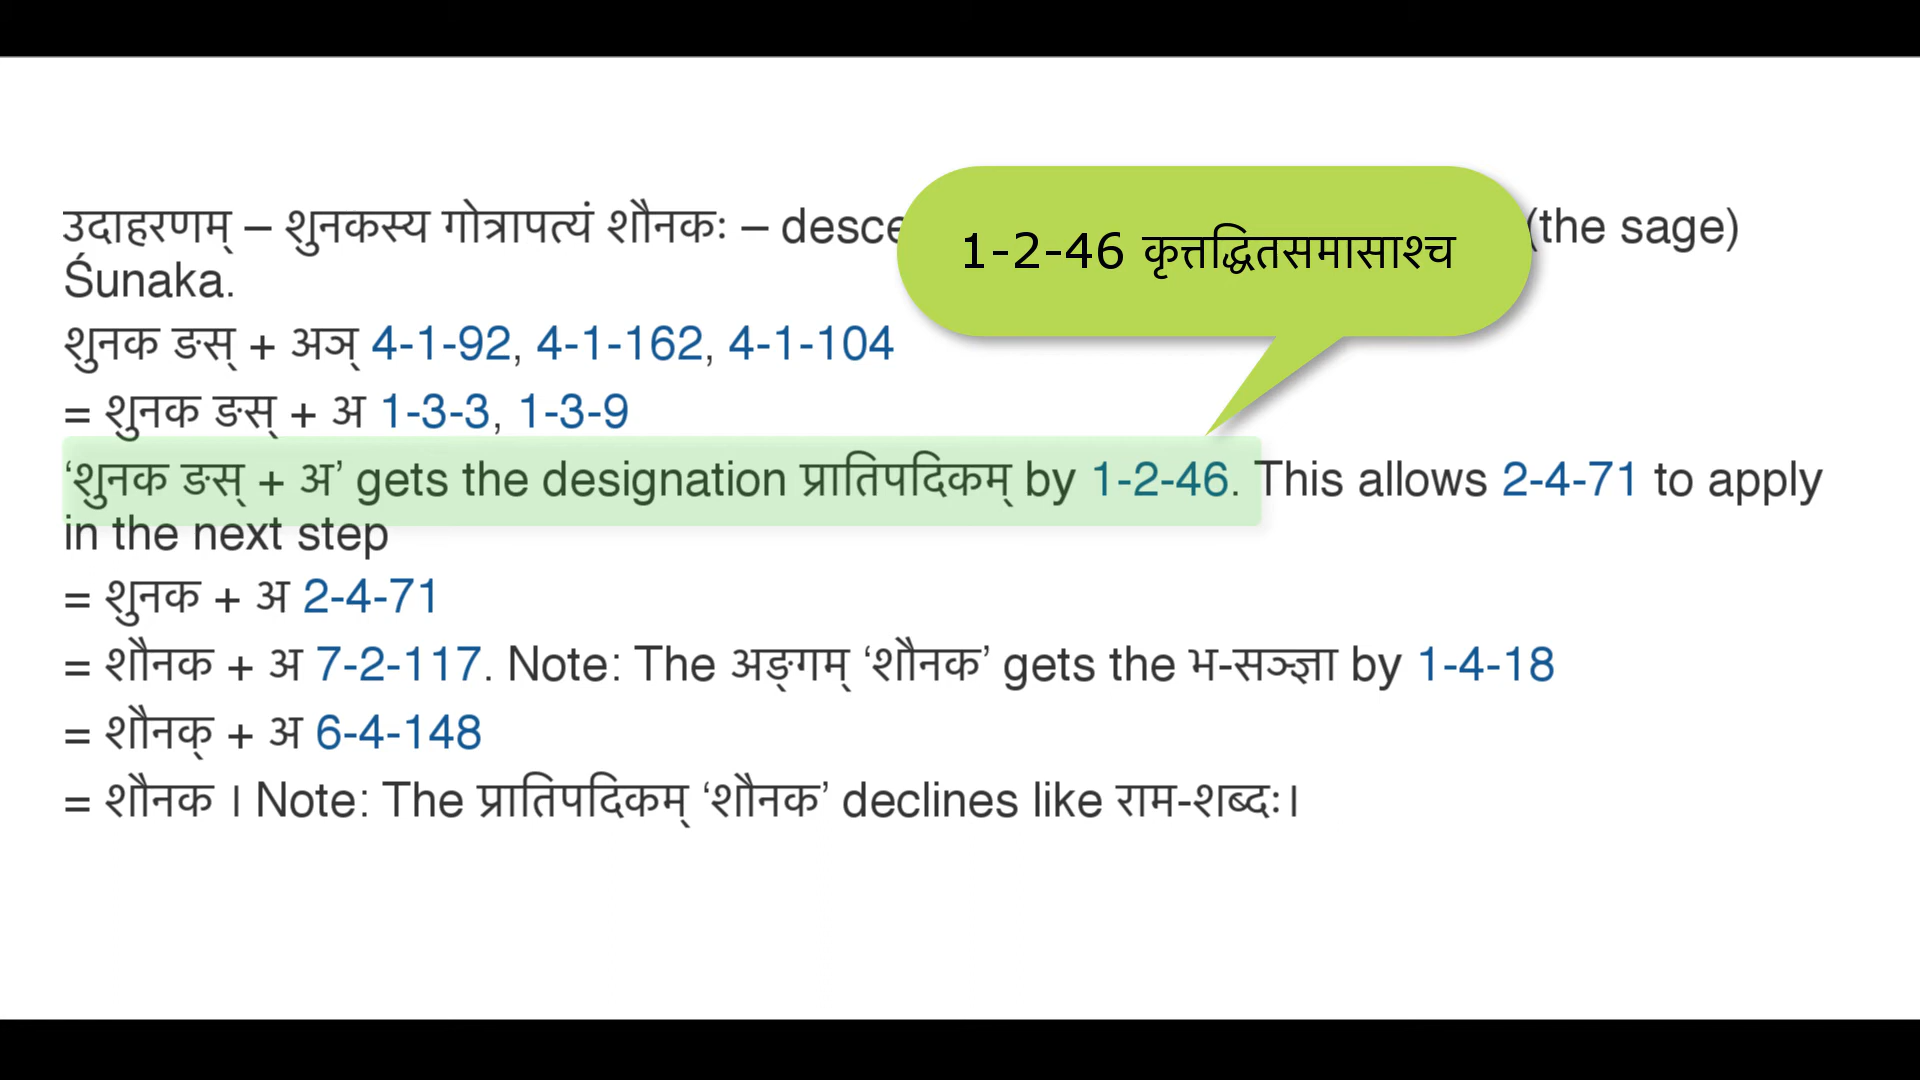 उदाहरणम् – शुनकस्य गोत्रापत्यं शौनकः – (the sage)
1-2-46 कृत्तद्धितसमासाश्च
Śunaka.
शुनक ङस् + अञ् 4-1-92, 4-1-162, 4-1-104
= शुनक ङस् + अ 1-3-3, 1-3-9
‘शुनक ङस् + अ’ gets the designation प्रातिपदिकम् by 1-2-46. This allows 2-4-71 to apply
in the next step
= शुनक + अ 2-4-71
= शौनक + अ 7-2-117. Note: The अङ्गम् ‘शौनक’ gets the भ-सञ्ज्ञा by 1-4-18
= शौनक् + अ 6-4-148
= शौनक । Note: The प्रातिपदिकम् ‘शौनक’ declines like राम-शब्दः।